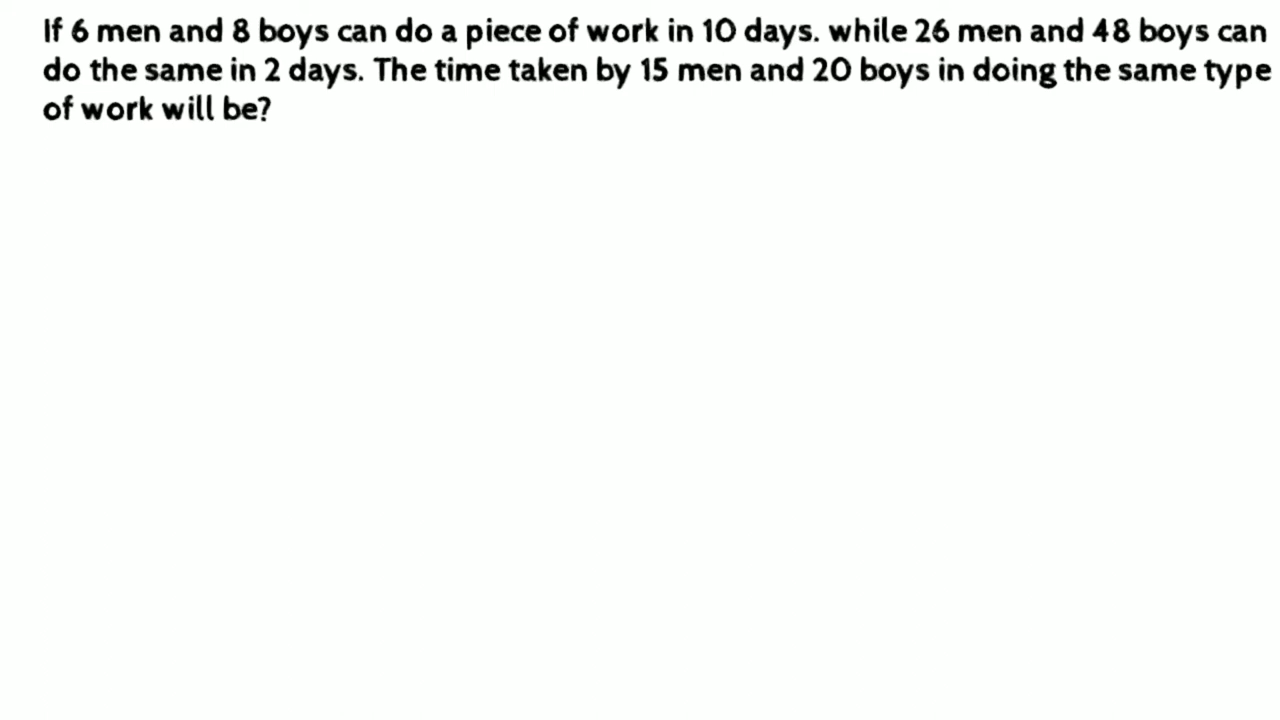 If 6 men and 8 boys can do a piece of work in 10 days. while 26 men and 48 boys can
do the same in 2 days. The time taken by 15 men and 20 boys in doing the same type
of work will be?